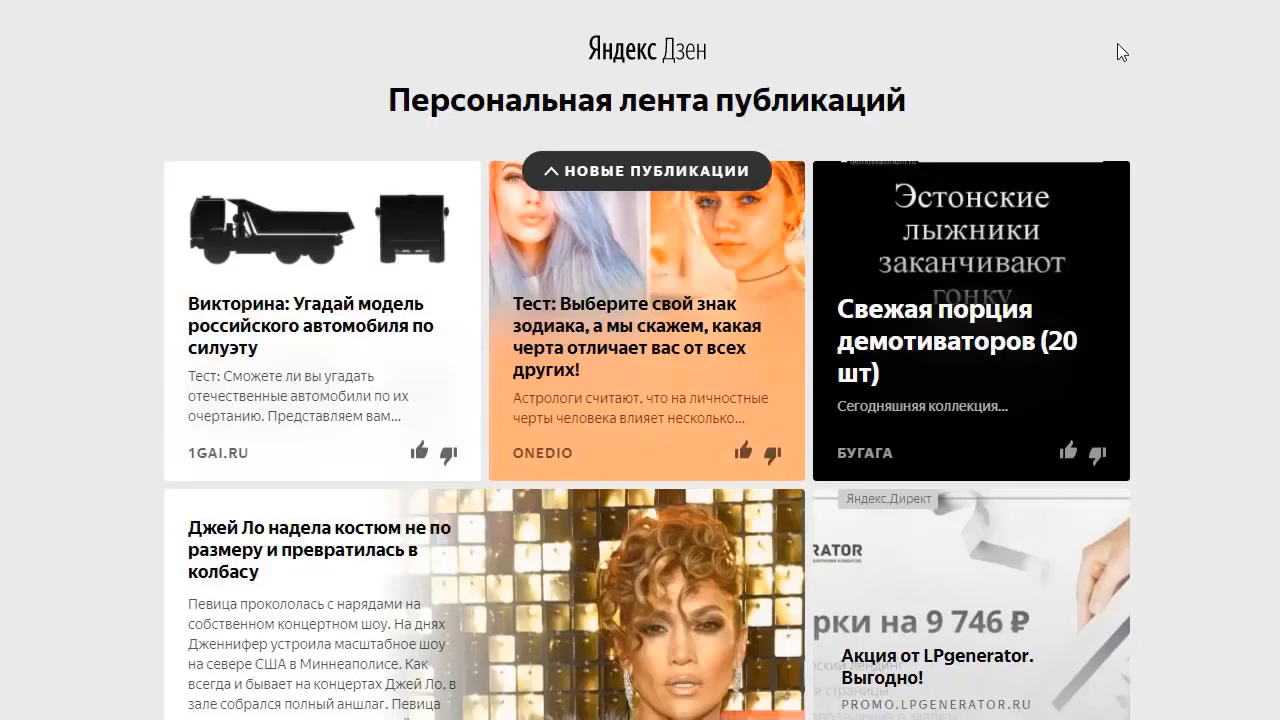 Яндекс Дзен
Персональная лента публикаций
НОВЫЕ ПУБЛИКАЦИИ
Викторина: Угадай модель
российского автомобиля по
силуэту
Тест: Сможете ли вы угадать
отечественные автомобили по их
очертанию. Представляем вам...
1GAI.RU
Тест: Выберите свой знак
зодиака, а мы скажем, какая
черта отличает вас от всех
других!
Астрологи считают, что на личностные
черты человека влияет несколько...
ONEDIO
Эстонские
лыжники
заканчивают
гонку
Свежая порция
демотиваторов (20
шт)
Сегодняшняя коллекция...
БУГАГА
Джей Ло надела костюм не по
размеру и превратилась в
колбасу
Певица прокололась с нарядами на
собственном концертном шоу. На днях
Дженнифер устроила масштабное шоу
на севере США в Миннеаполисе. Как
всегда и бывает на концертах Джей Ло, в
зале собрался полный аншлаг. Певица
Яндекс.Директ
RATOR
рки на 9 746 ₽
Акция от LPgenerator.
Выгодно!
страницы
PROMO.LPGENERATOR.RU